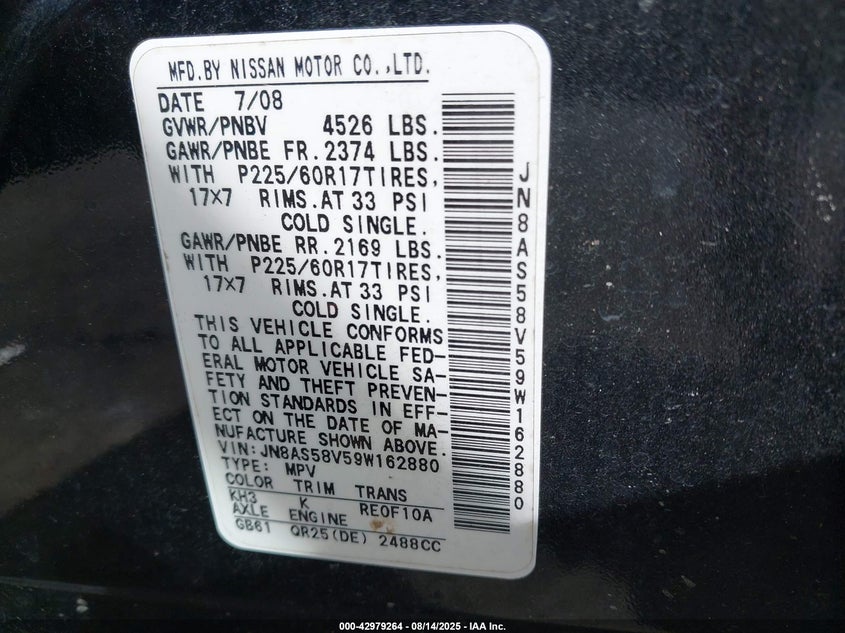 MFD.BY NISSAN MOTOR CO.,LTD.
DATE 7/08
GVWR/PNBV 4526 LBS.
GAWR/PNBE FR.2374 LBS.
WITH P225/60R17TIRES,
17x7 RIMS.AT 33 PSI
COLD SINGLE.
GAWR/PNBE RR.2169 LBS.
WITH P225/60R17TIRES,
17x7 RIMS.AT 33 PSI
COLD SINGLE.
THIS VEHICLE CONFORMS
TO ALL APPLICABLE FED-
ERAL MOTOR VEHICLE SA-
FETY AND THEFT PREVEN-
TION STANDARDS IN EFF-
ECT ON THE DATE OF MA-
NUFACTURE SHOWN ABOVE.
VIN:JN8AS58V59W162880
TYPE: MPV
COLOR TRIM TRANS
KH3 K RE0F10A
AXLE ENGINE
GB61 QR25(DE) 2488CC
JN8AS58V59W162880
000-42979264 - 08/14/2025 - IAA Inc.